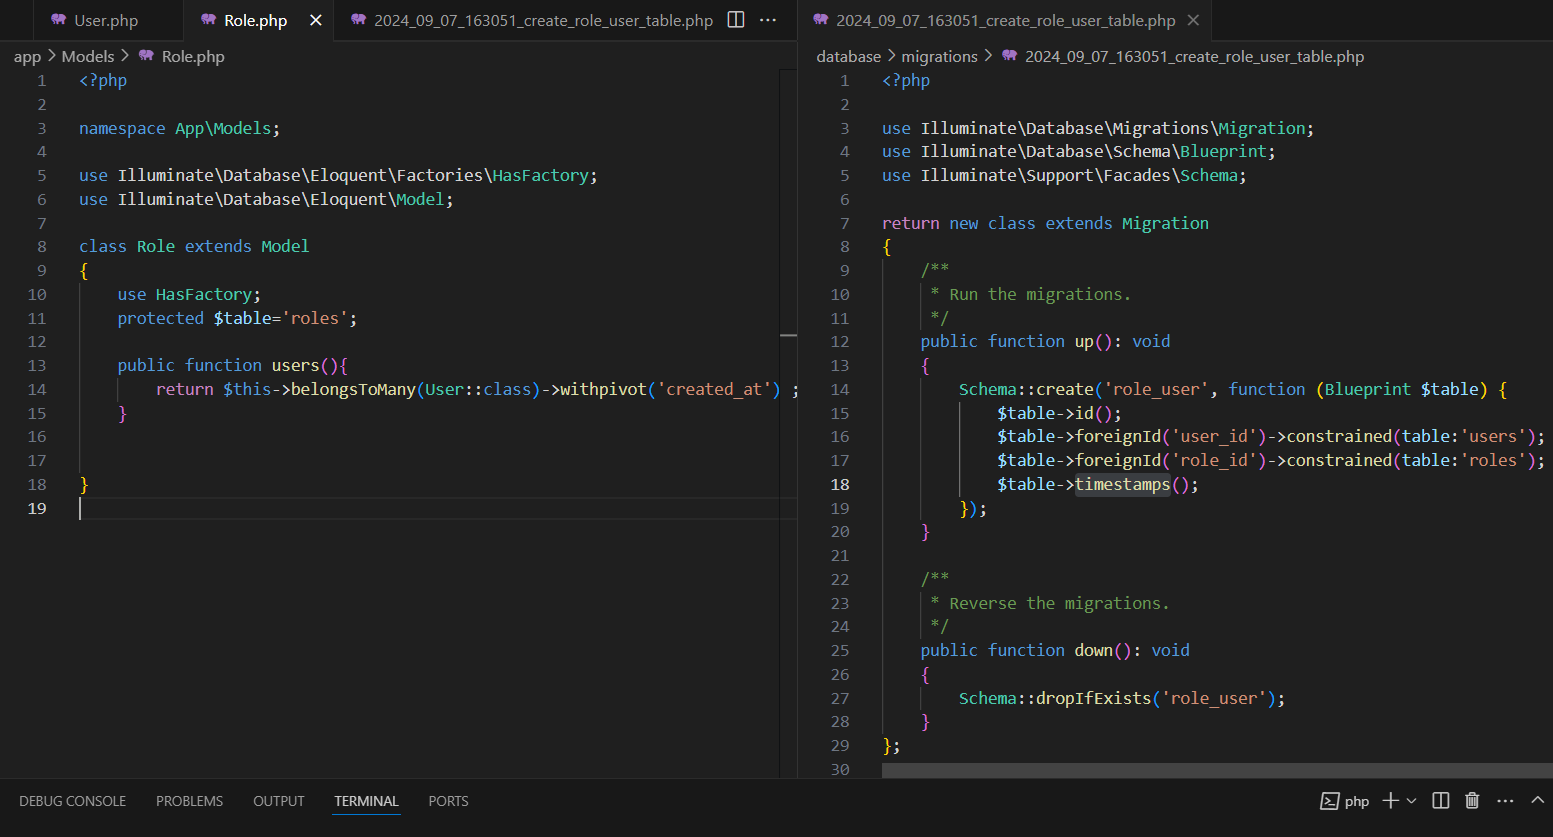 User.php
Role.php
2024_09_07_163051_create_role_user_table.php
app > Models > Role.php
1 <?php
2
3 namespace App\Models;
4
5 use Illuminate\Database\Eloquent\Factories\HasFactory;
6 use Illuminate\Database\Eloquent\Model;
7
8 class Role extends Model
9 {
10 use HasFactory;
11 protected $table='roles';
12
13 public function users(){
14 return $this->belongsToMany(User::class)->withpivot('created_at') ;
15 }
16
17
18 }
19
2024_09_07_163051_create_role_user_table.php
database > migrations > 2024_09_07_163051_create_role_user_table.php
1 <?php
2
3 use Illuminate\Database\Migrations\Migration;
4 use Illuminate\Database\Schema\Blueprint;
5 use Illuminate\Support\Facades\Schema;
6
7 return new class extends Migration
8 {
9 /**
10 * Run the migrations.
11 */
12 public function up(): void
13 {
14 Schema::create('role_user', function (Blueprint $table) {
15 $table->id();
16 $table->foreignId('user_id')->constrained(table:'users');
17 $table->foreignId('role_id')->constrained(table:'roles');
18 $table->timestamps();
19 });
20 }
21
22 /**
23 * Reverse the migrations.
24 */
25 public function down(): void
26 {
27 Schema::dropIfExists('role_user');
28 }
29 };
30
DEBUG CONSOLE PROBLEMS OUTPUT TERMINAL PORTS
php